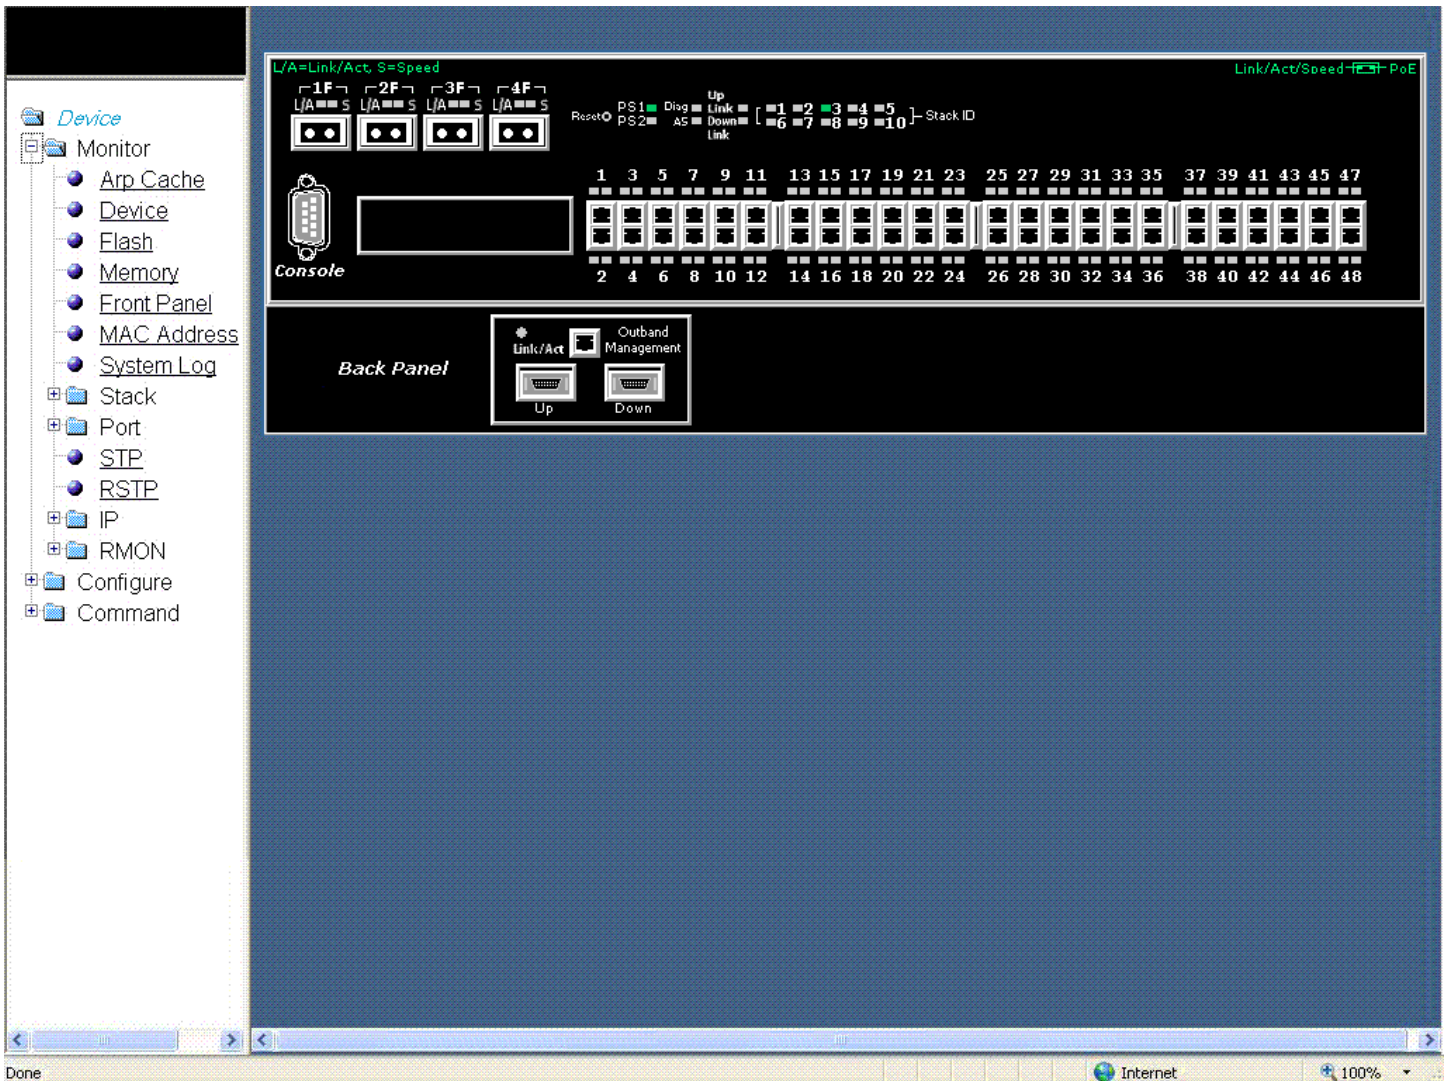 Device
Monitor
Arp Cache
Device
Flash
Memory
Front Panel
MAC Address
System Log
Stack
Port
STP
RSTP
IP
RMON
Configure
Command
L/A=Link/Act, S=Speed
Link/Act/Speed PoE
1F 2F 3F 4F
L/A S L/A S L/A S L/A S
Reset
PS1 Diag
PS2 AS
Up
Link
Down
Link
1 2 3 4 5
6 7 8 9 10
Stack ID
1 3 5 7 9 11 13 15 17 19 21 23 25 27 29 31 33 35 37 39 41 43 45 47
Console
2 4 6 8 10 12 14 16 18 20 22 24 26 28 30 32 34 36 38 40 42 44 46 48
Back Panel
Link/Act
Outband
Management
Up
Down
Done
Internet
100%